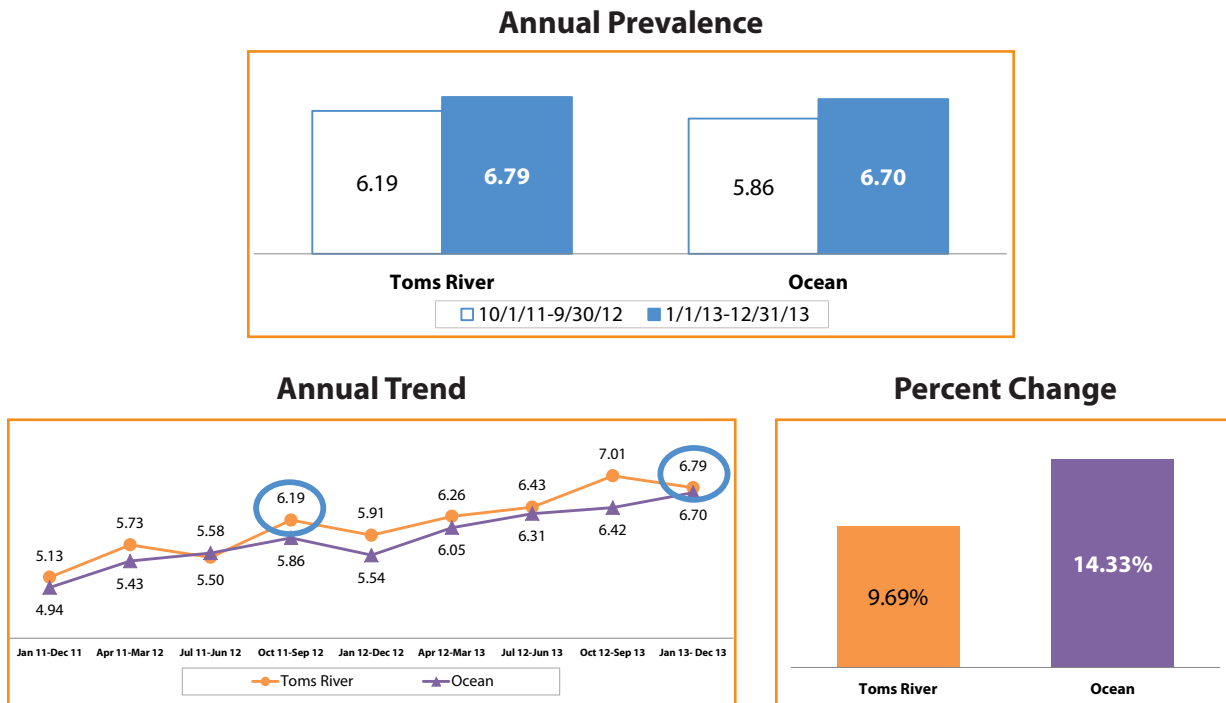 Annual Prevalence
6.19 6.79 5.86 6.70
Toms River Ocean
10/1/11-9/30/12 1/1/13-12/31/13
Annual Trend
5.13 5.73 5.58 6.19 5.91 6.26 6.43 7.01 6.79
4.94 5.43 5.50 5.86 5.54 6.05 6.31 6.42 6.70
Jan 11-Dec 11 Apr 11-Mar 12 Jul 11-Jun 12 Oct 11-Sep 12 Jan 12-Dec 12 Apr 12-Mar 13 Jul 12-Jun 13 Oct 12-Sep 13 Jan 13- Dec 13
Toms River Ocean
Percent Change
9.69% 14.33%
Toms River Ocean